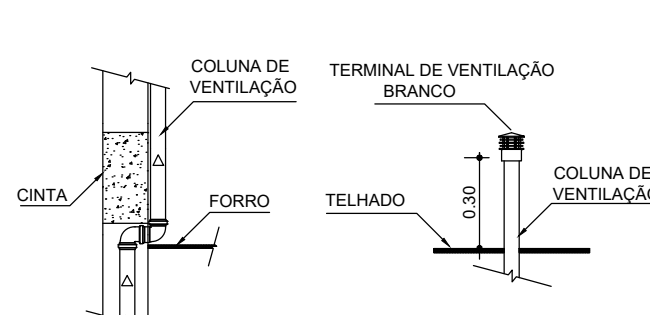 COLUNA DE
VENTILAÇÃO
CINTA
FORRO
TERMINAL DE VENTILAÇÃO
BRANCO
TELHADO
0.30
COLUNA DE
VENTILAÇÃO